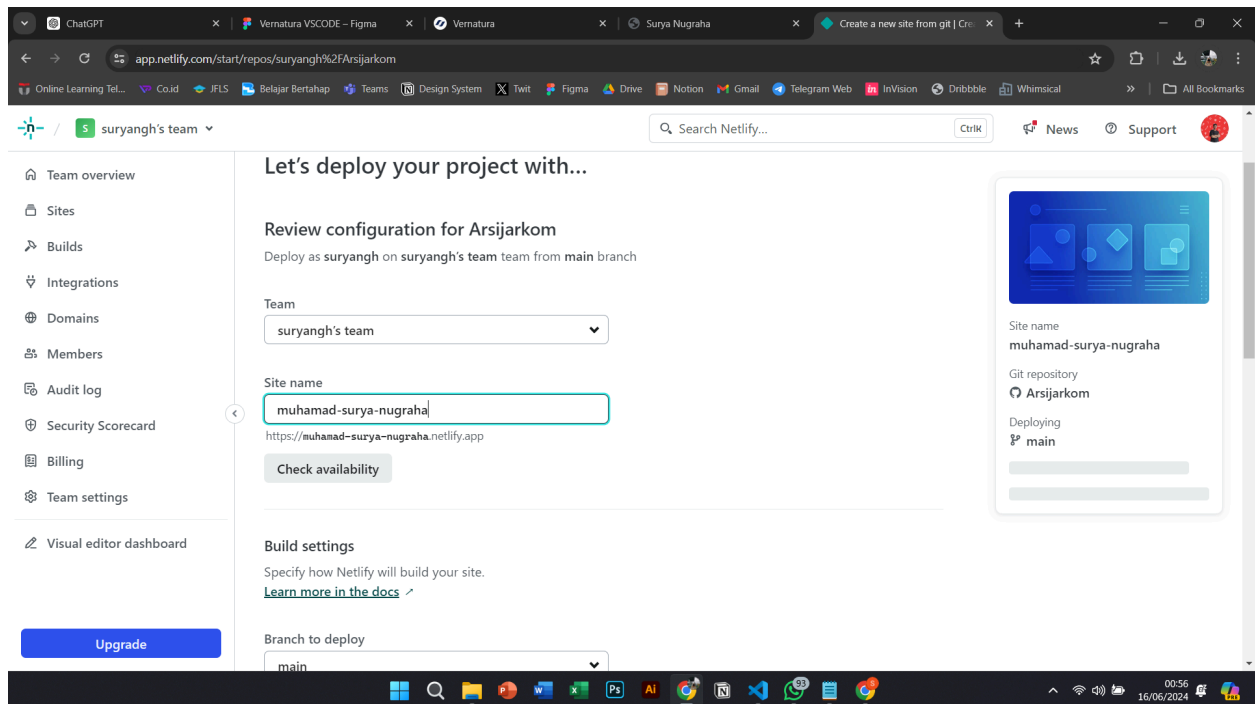 ChatGPT
Vernatura VSCODE – Figma
Vernatura
Surya Nugraha
Create a new site from git | Cre
app.netlify.com/start/repos/suryangh%2FArsijarkom
Online Learning Tel...
Co.id
JFLS
Belajar Bertahap
Teams
Design System
Twit
Figma
Drive
Notion
Gmail
Telegram Web
InVision
Dribbble
Whimsical
»
All Bookmarks
n / S suryangh's team
Search Netlify...
Ctrl K
News
Support
Team overview
Sites
Builds
Integrations
Domains
Members
Audit log
Security Scorecard
Billing
Team settings
Visual editor dashboard
Upgrade
Let's deploy your project with...
Review configuration for Arsijarkom
Deploy as suryangh on suryangh's team team from main branch
Team
suryangh's team
Site name
muhamad-surya-nugraha
https://muhamad-surya-nugraha.netlify.app
Check availability
Build settings
Specify how Netlify will build your site.
Learn more in the docs ↗
Branch to deploy
main
Site name
muhamad-surya-nugraha
Git repository
Arsijarkom
Deploying
main
93
00:56
16/06/2024